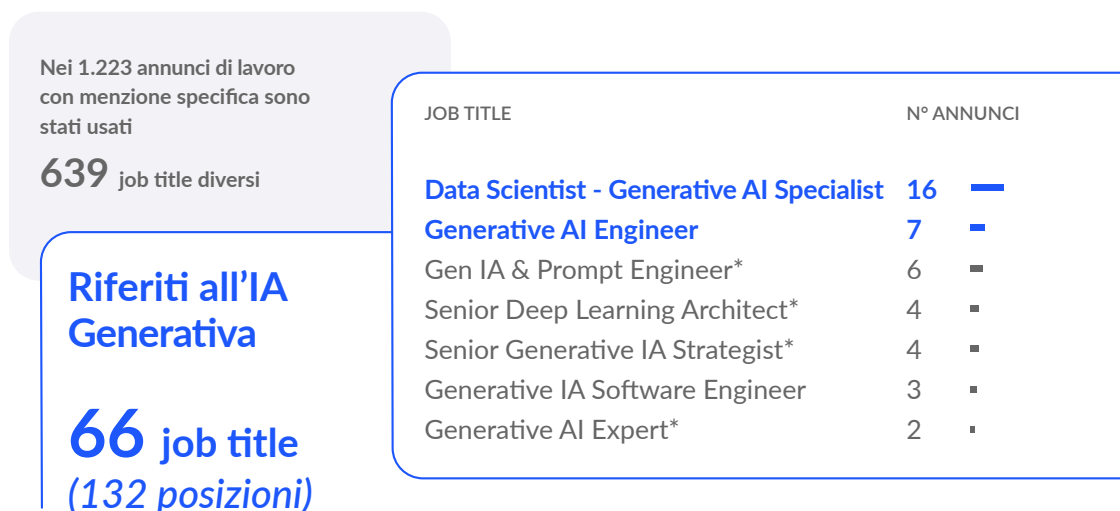 Nei 1.223 annunci di lavoro
con menzione specifica sono
stati usati
639 job title diversi
Riferiti all’IA
Generativa
66 job title
(132 posizioni)
JOB TITLE N° ANNUNCI
Data Scientist - Generative AI Specialist 16
Generative AI Engineer 7
Gen IA & Prompt Engineer* 6
Senior Deep Learning Architect* 4
Senior Generative IA Strategist* 4
Generative IA Software Engineer 3
Generative AI Expert* 2